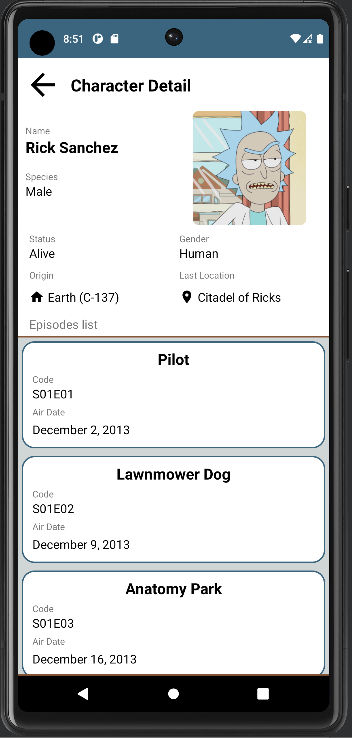 8:51
Character Detail
Name
Rick Sanchez
Species
Male
Status
Gender
Alive
Human
Origin
Last Location
Earth (C-137)
Citadel of Ricks
Episodes list
Pilot
Code
S01E01
Air Date
December 2, 2013
Lawnmower Dog
Code
S01E02
Air Date
December 9, 2013
Anatomy Park
Code
S01E03
Air Date
December 16, 2013